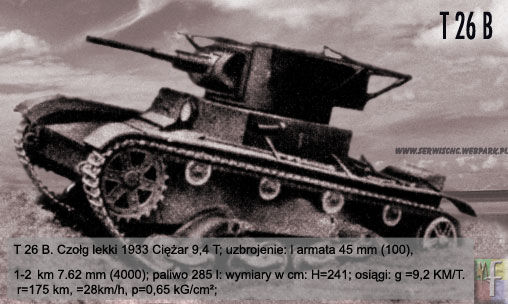 T 26 B
WWW.SERWISCG.WEBPARK.PL
T 26 B. Czołg lekki 1933 Ciężar 9,4 T; uzbrojenie: l armata 45 mm (100),
1-2 km 7.62 mm (4000); paliwo 285 l: wymiary w cm: H=241; osiągi: g =9,2 KM/T.
r=175 km, =28km/h, p=0,65 kG/cm²;